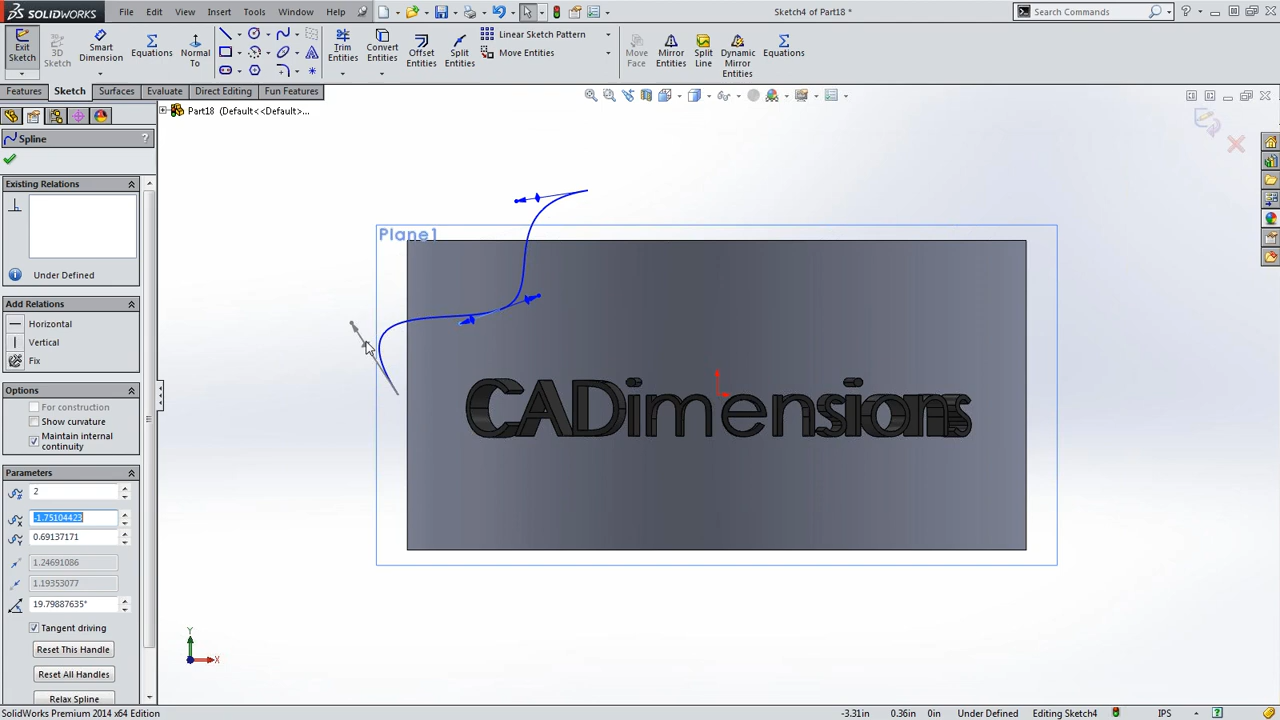 SOLIDWORKS
File Edit View Insert Tools Window Help
Sketch4 of Part18 *
Search Commands
Exit Sketch
3D Sketch
Smart Dimension
Equations
Normal To
Trim Entities
Convert Entities
Offset Entities
Split Entities
Linear Sketch Pattern
Move Entities
Move Face
Mirror Entities
Split Line
Dynamic Mirror Entities
Equations
Features Sketch Surfaces Evaluate Direct Editing Fun Features
Part18 (Default<<Default>...
Spline
?
Existing Relations
Under Defined
Add Relations
Horizontal
Vertical
Fix
Options
For construction
Show curvature
Maintain internal continuity
Parameters
2
-1.75104423
0.69137171
1.24691086
1.19353077
19.79887635°
Tangent driving
Reset This Handle
Reset All Handles
Relax Spline
Plane1
CADimensions
Y
X
SolidWorks Premium 2014 x64 Edition
-3.31in 0.36in 0in Under Defined Editing Sketch4 IPS